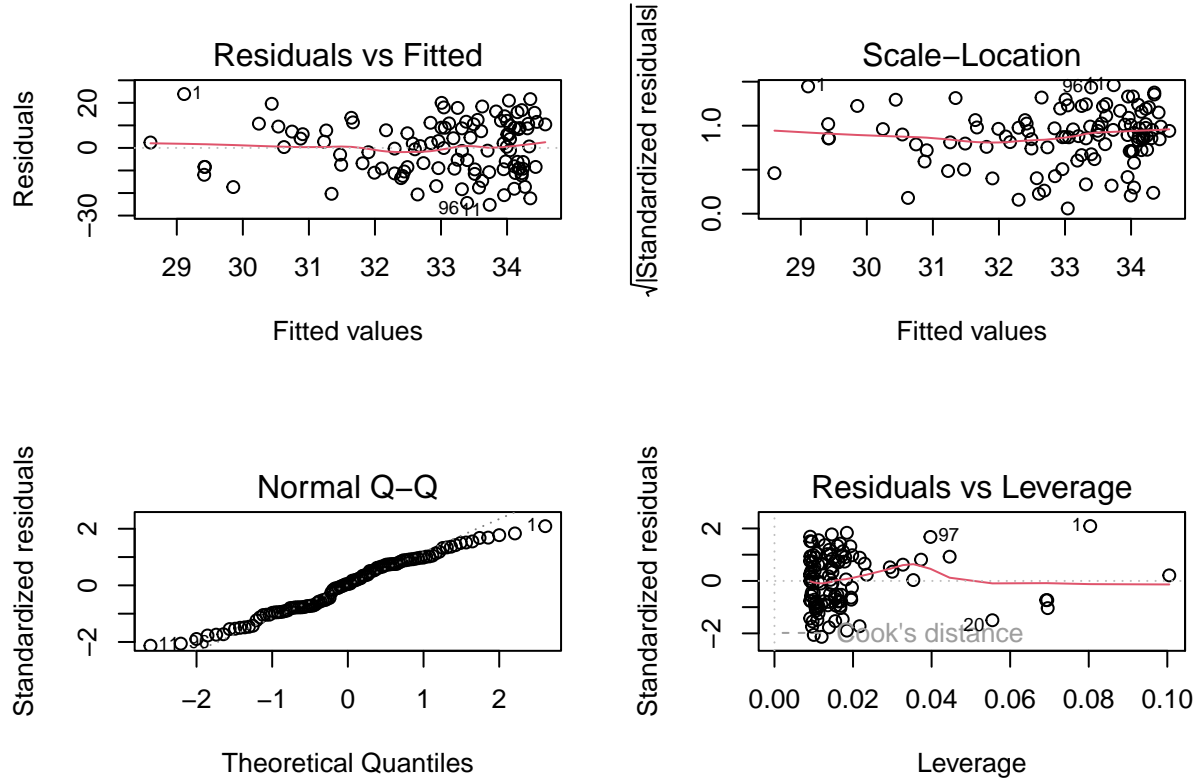 Residuals vs Fitted
Residuals
20
0
−30
1
96
11
29 30 31 32 33 34
Fitted values
Scale−Location
√|Standardized residuals|
1.0
0.0
1
96
11
29 30 31 32 33 34
Fitted values
Normal Q−Q
Standardized residuals
2
0
−2
1
11
96
−2 −1 0 1 2
Theoretical Quantiles
Residuals vs Leverage
Standardized residuals
2
0
−2
97
1
20
Cook's distance
0.00 0.02 0.04 0.06 0.08 0.10
Leverage